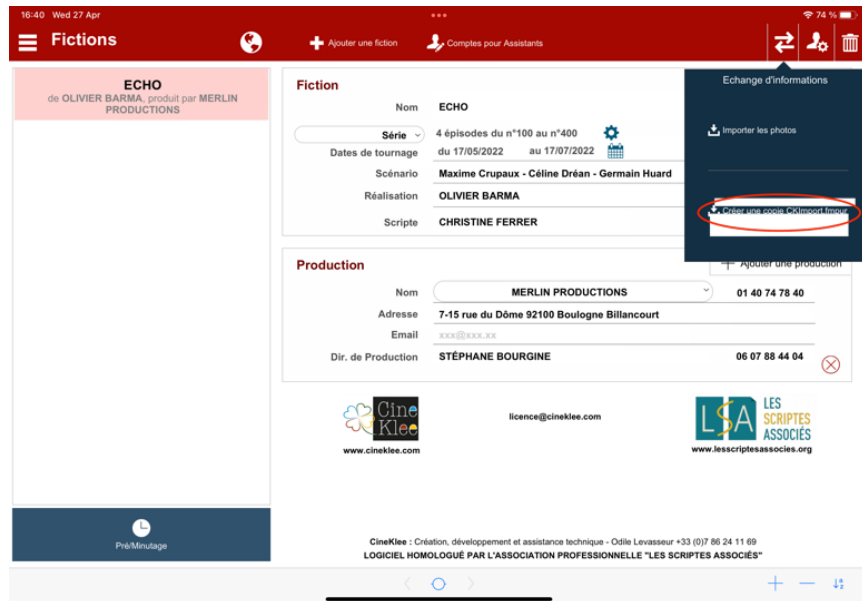 16:40 Wed 27 Apr
74 %
Fictions
Ajouter une fiction
Comptes pour Assistants
ECHO
de OLIVIER BARMA, produit par MERLIN
PRODUCTIONS
Pré/Minutage
Fiction
Nom ECHO
Série 4 épisodes du n°100 au n°400
Dates de tournage du 17/05/2022 au 17/07/2022
Scénario Maxime Crupaux - Céline Dréan - Germain Huard
Réalisation OLIVIER BARMA
Scripte CHRISTINE FERRER
Echange d'informations
Importer les photos
Créer une copie CKImport.fmpur
Production
Ajouter une production
Nom MERLIN PRODUCTIONS 01 40 74 78 40
Adresse 7-15 rue du Dôme 92100 Boulogne Billancourt
Email xxx@xxx.xx
Dir. de Production STÉPHANE BOURGINE 06 07 88 44 04
Cine
Klee
www.cineklee.com
licence@cineklee.com
LSA
LES
SCRIPTES
ASSOCIÉS
www.lesscriptesassocies.org
CineKlee : Création, développement et assistance technique - Odile Levasseur +33 (0)7 86 24 11 69
LOGICIEL HOMOLOGUÉ PAR L'ASSOCIATION PROFESSIONNELLE "LES SCRIPTES ASSOCIÉS"